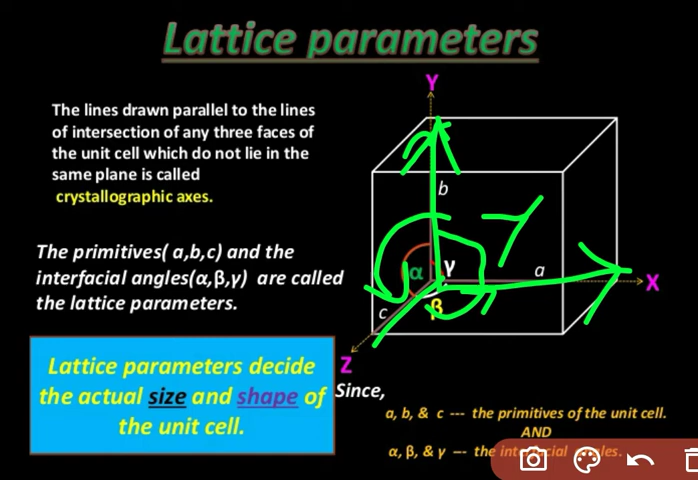 Lattice parameters
Y
The lines drawn parallel to the lines
of intersection of any three faces of
the unit cell which do not lie in the
same plane is called
crystallographic axes.
b
The primitives( a,b,c) and the
interfacial angles(α,β,γ) are called
the lattice parameters.
α
γ
a
X
β
c
Z
Lattice parameters decide
the actual size and shape of
the unit cell.
Since,
a, b, & c --- the primitives of the unit cell.
AND
α, β, & γ --- the interfacial angles.